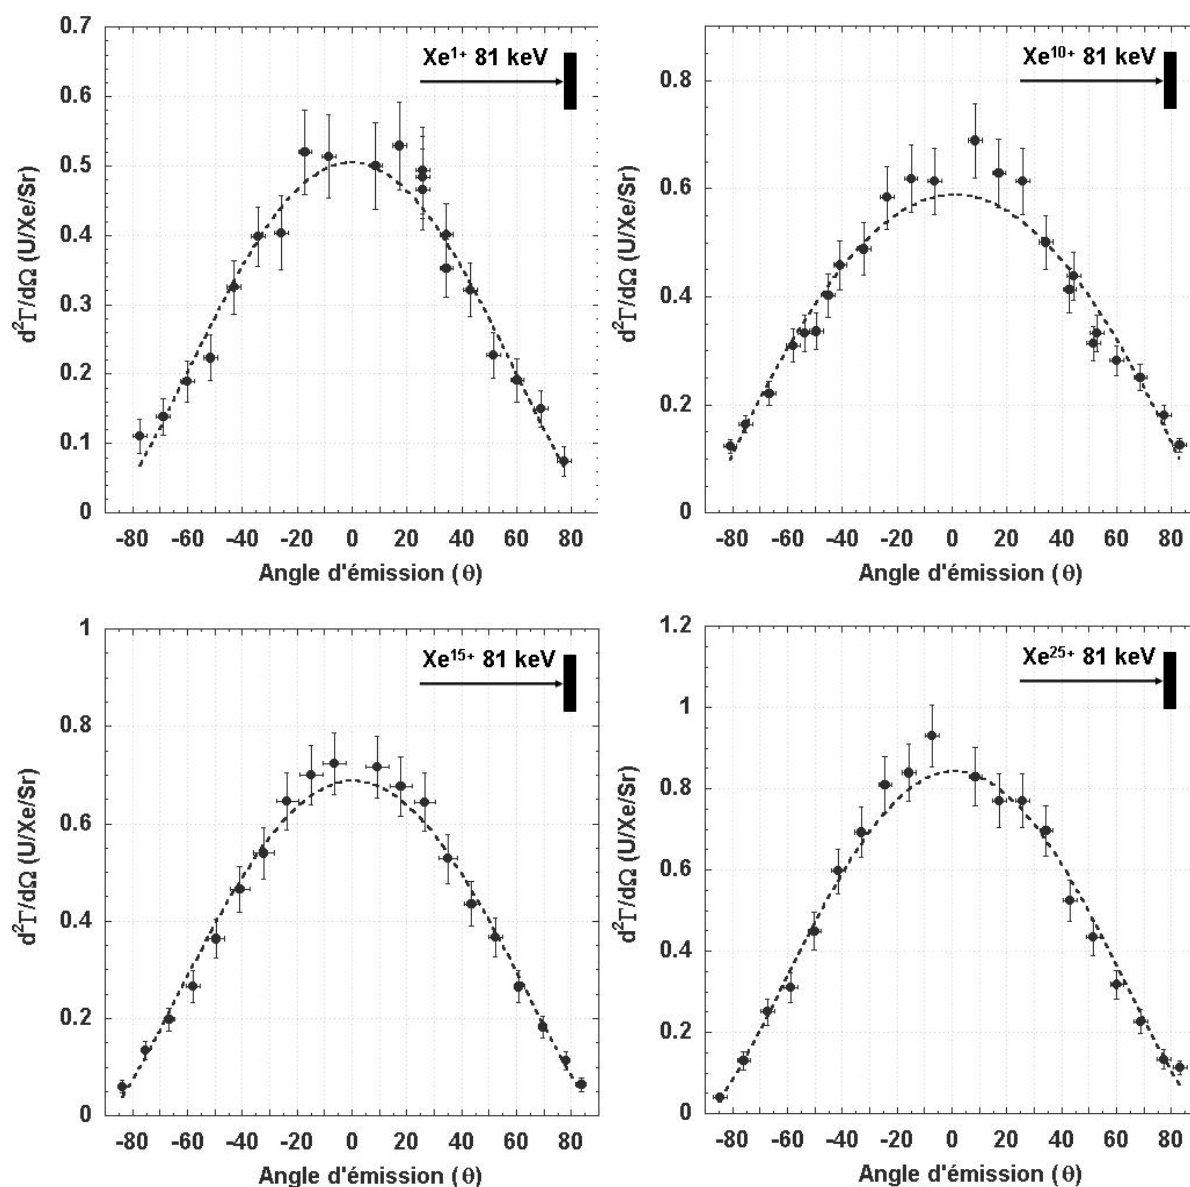 Xe1+ 81 keV
0.7
0.6
0.5
0.4
0.3
0.2
0.1
0
d2Γ/dΩ (U/Xe/Sr)
-80 -60 -40 -20 0 20 40 60 80
Angle d'émission (θ)
Xe10+ 81 keV
0.8
0.6
0.4
0.2
0
d2Γ/dΩ (U/Xe/Sr)
-80 -60 -40 -20 0 20 40 60 80
Angle d'émission (θ)
Xe15+ 81 keV
1
0.8
0.6
0.4
0.2
0
d2Γ/dΩ (U/Xe/Sr)
-80 -60 -40 -20 0 20 40 60 80
Angle d'émission (θ)
Xe25+ 81 keV
1.2
1
0.8
0.6
0.4
0.2
0
d2Γ/dΩ (U/Xe/Sr)
-80 -60 -40 -20 0 20 40 60 80
Angle d'émission (θ)